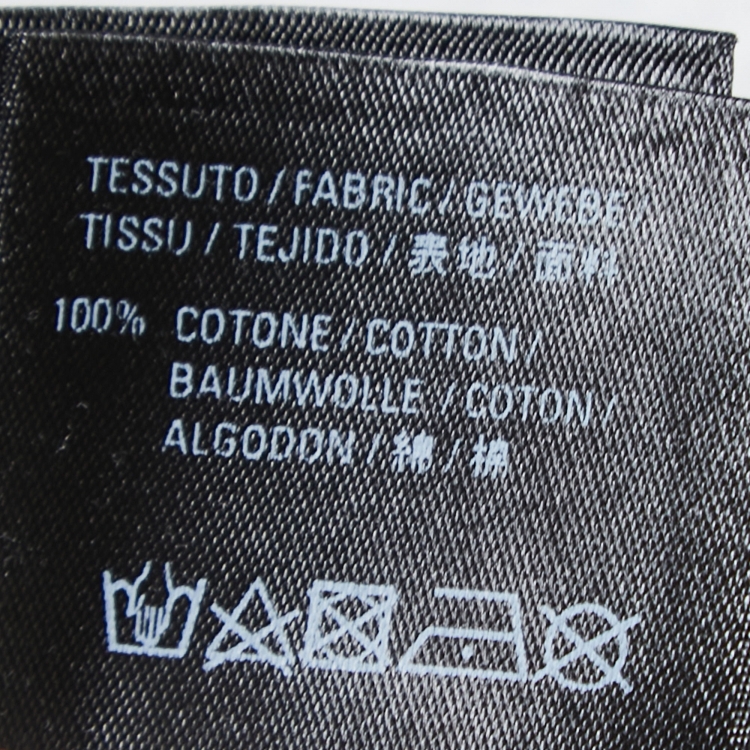 TESSUTO / FABRIC / GEWEBE /
TISSU / TEJIDO / 表地 / 面料
100% COTONE / COTTON /
BAUMWOLLE / COTON /
ALGODON / 綿 / 棉